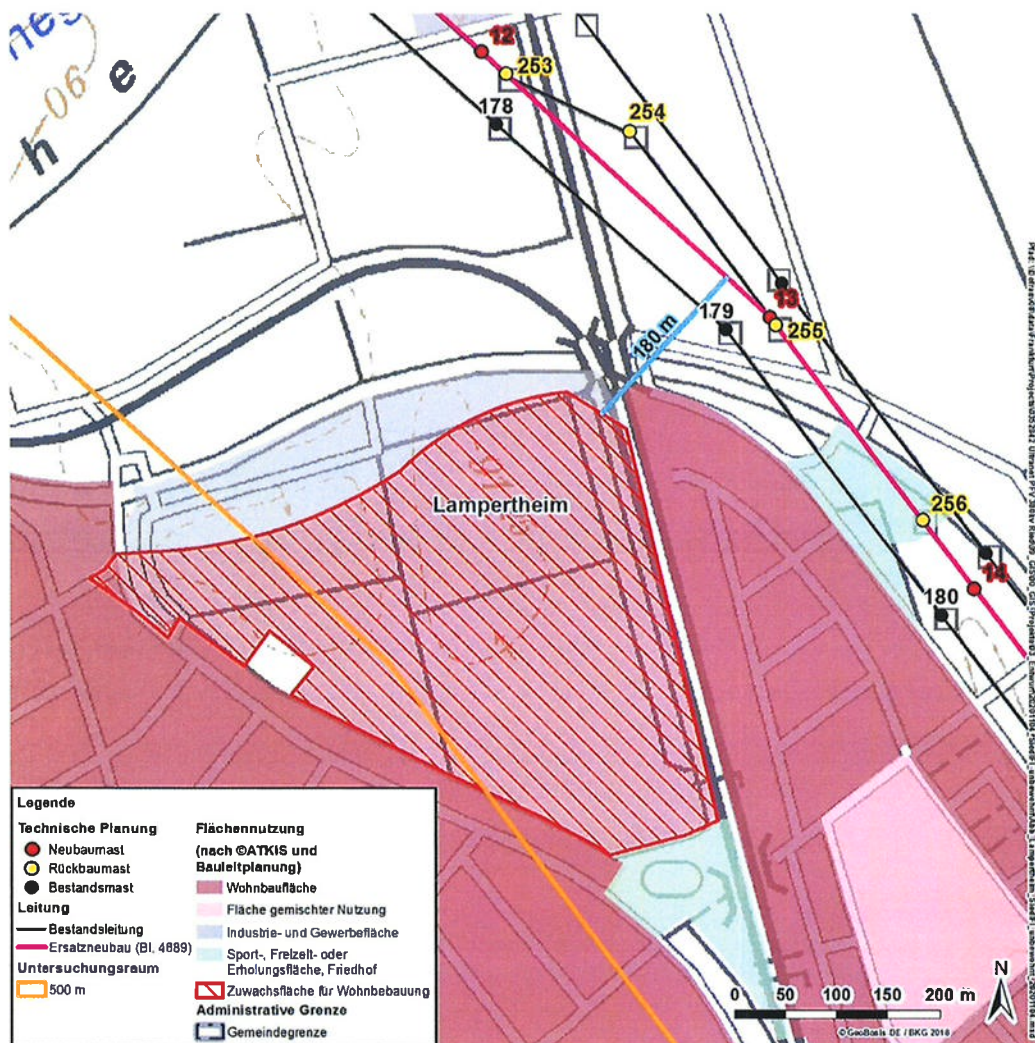 h e
06
12
253
178
254
13
179
255
180 m
Lampertheim
256
14
180
Legende
Technische Planung
Neubaumast
Rückbaumast
Bestandsmast
Leitung
Bestandsleitung
Ersatzneubau (Bl. 4689)
Untersuchungsraum
500 m
Flächennutzung
(nach ©ATKIS und
Bauleitplanung)
Wohnbaufläche
Fläche gemischter Nutzung
Industrie- und Gewerbefläche
Sport-, Freizeit- oder
Erholungsfläche, Friedhof
Zuwachsfläche für Wohnbebauung
Administrative Grenze
Gemeindegrenze
N
0 50 100 150 200 m
© GeoBasis-DE / BKG 2018